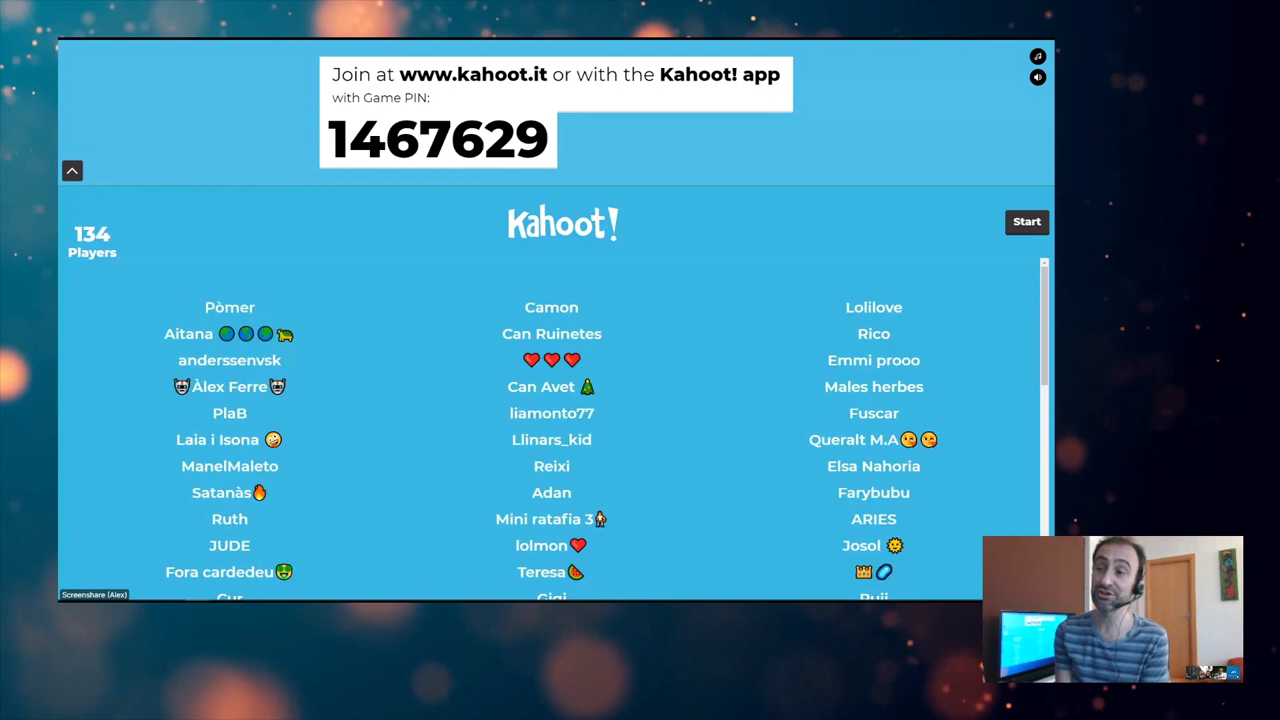 Join at www.kahoot.it or with the Kahoot! app
with Game PIN:
1467629
Kahoot!
134
Players
Start
Pòmer
Camon
Lolilove
Aitana 🌍🌍🌍🐆
Can Ruinetes
Rico
anderssenvsk
❤️❤️❤️
Emmi prooo
Àlex Ferre
Can Avet 🎄
Males herbes
PlaB
liamonto77
Fuscar
Laia i Isona 🤪
Llinars_kid
Queralt M.A😘😘
ManelMaleto
Reixi
Elsa Nahoria
Satanàs🔥
Adan
Farybubu
Ruth
Mini ratafia 3
ARIES
JUDE
lolmon❤️
Josol 🌞
Fora cardedeu🤑
Teresa🍉
Screenshare (Alex)